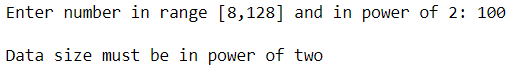 Enter number in range [8,128] and in power of 2: 100
Data size must be in power of two